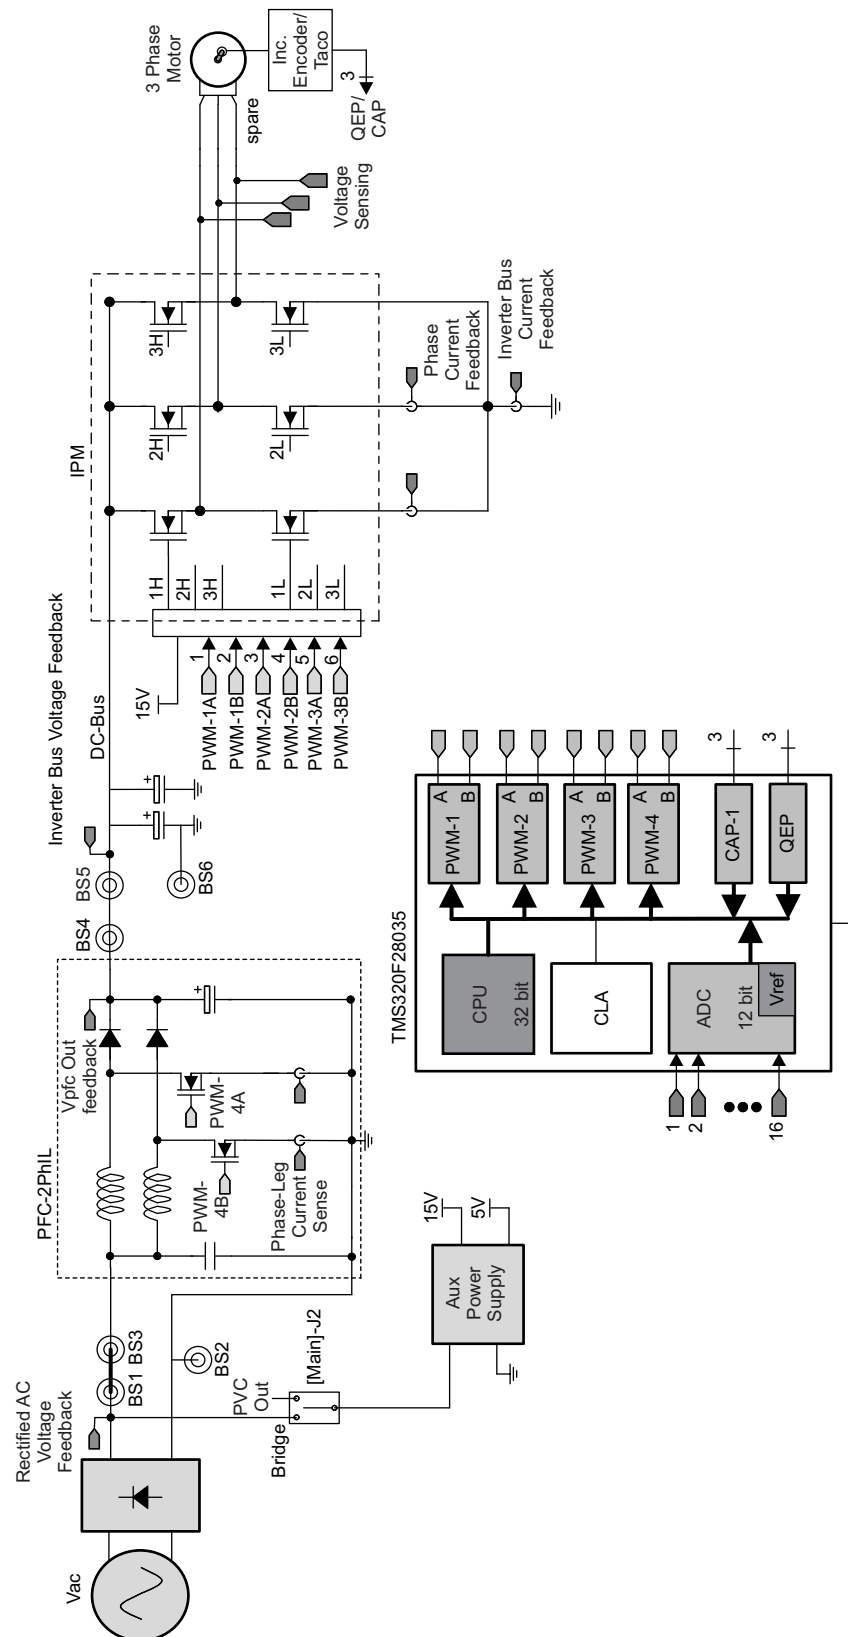 Vac
Rectified AC
Voltage
Feedback
BS1 BS3
BS2
Bridge
PVC
Out
[Main]-J2
Aux
Power
Supply
15V
5V
PFC-2PhIL
PWM-
4B
PWM-
4A
Phase-Leg
Current
Sense
Vpfc Out
feedback
BS4
BS5
BS6
+
+
+
Inverter Bus Voltage Feedback
DC-Bus
15V
PWM-1A
1
PWM-1B
2
PWM-2A
3
PWM-2B
4
PWM-3A
5
PWM-3B
6
IPM
1H
2H
3H
1L
2L
3L
2H
3H
2L
3L
Phase
Current
Feedback
Inverter Bus
Current
Feedback
Voltage
Sensing
spare
3 Phase
Motor
Inc.
Encoder/
Taco
3
QEP/
CAP
TMS320F28035
CPU
32 bit
CLA
ADC
12 bit
Vref
1
2
16
PWM-1
A
B
PWM-2
A
B
PWM-3
A
B
PWM-4
A
B
CAP-1
3
QEP
3